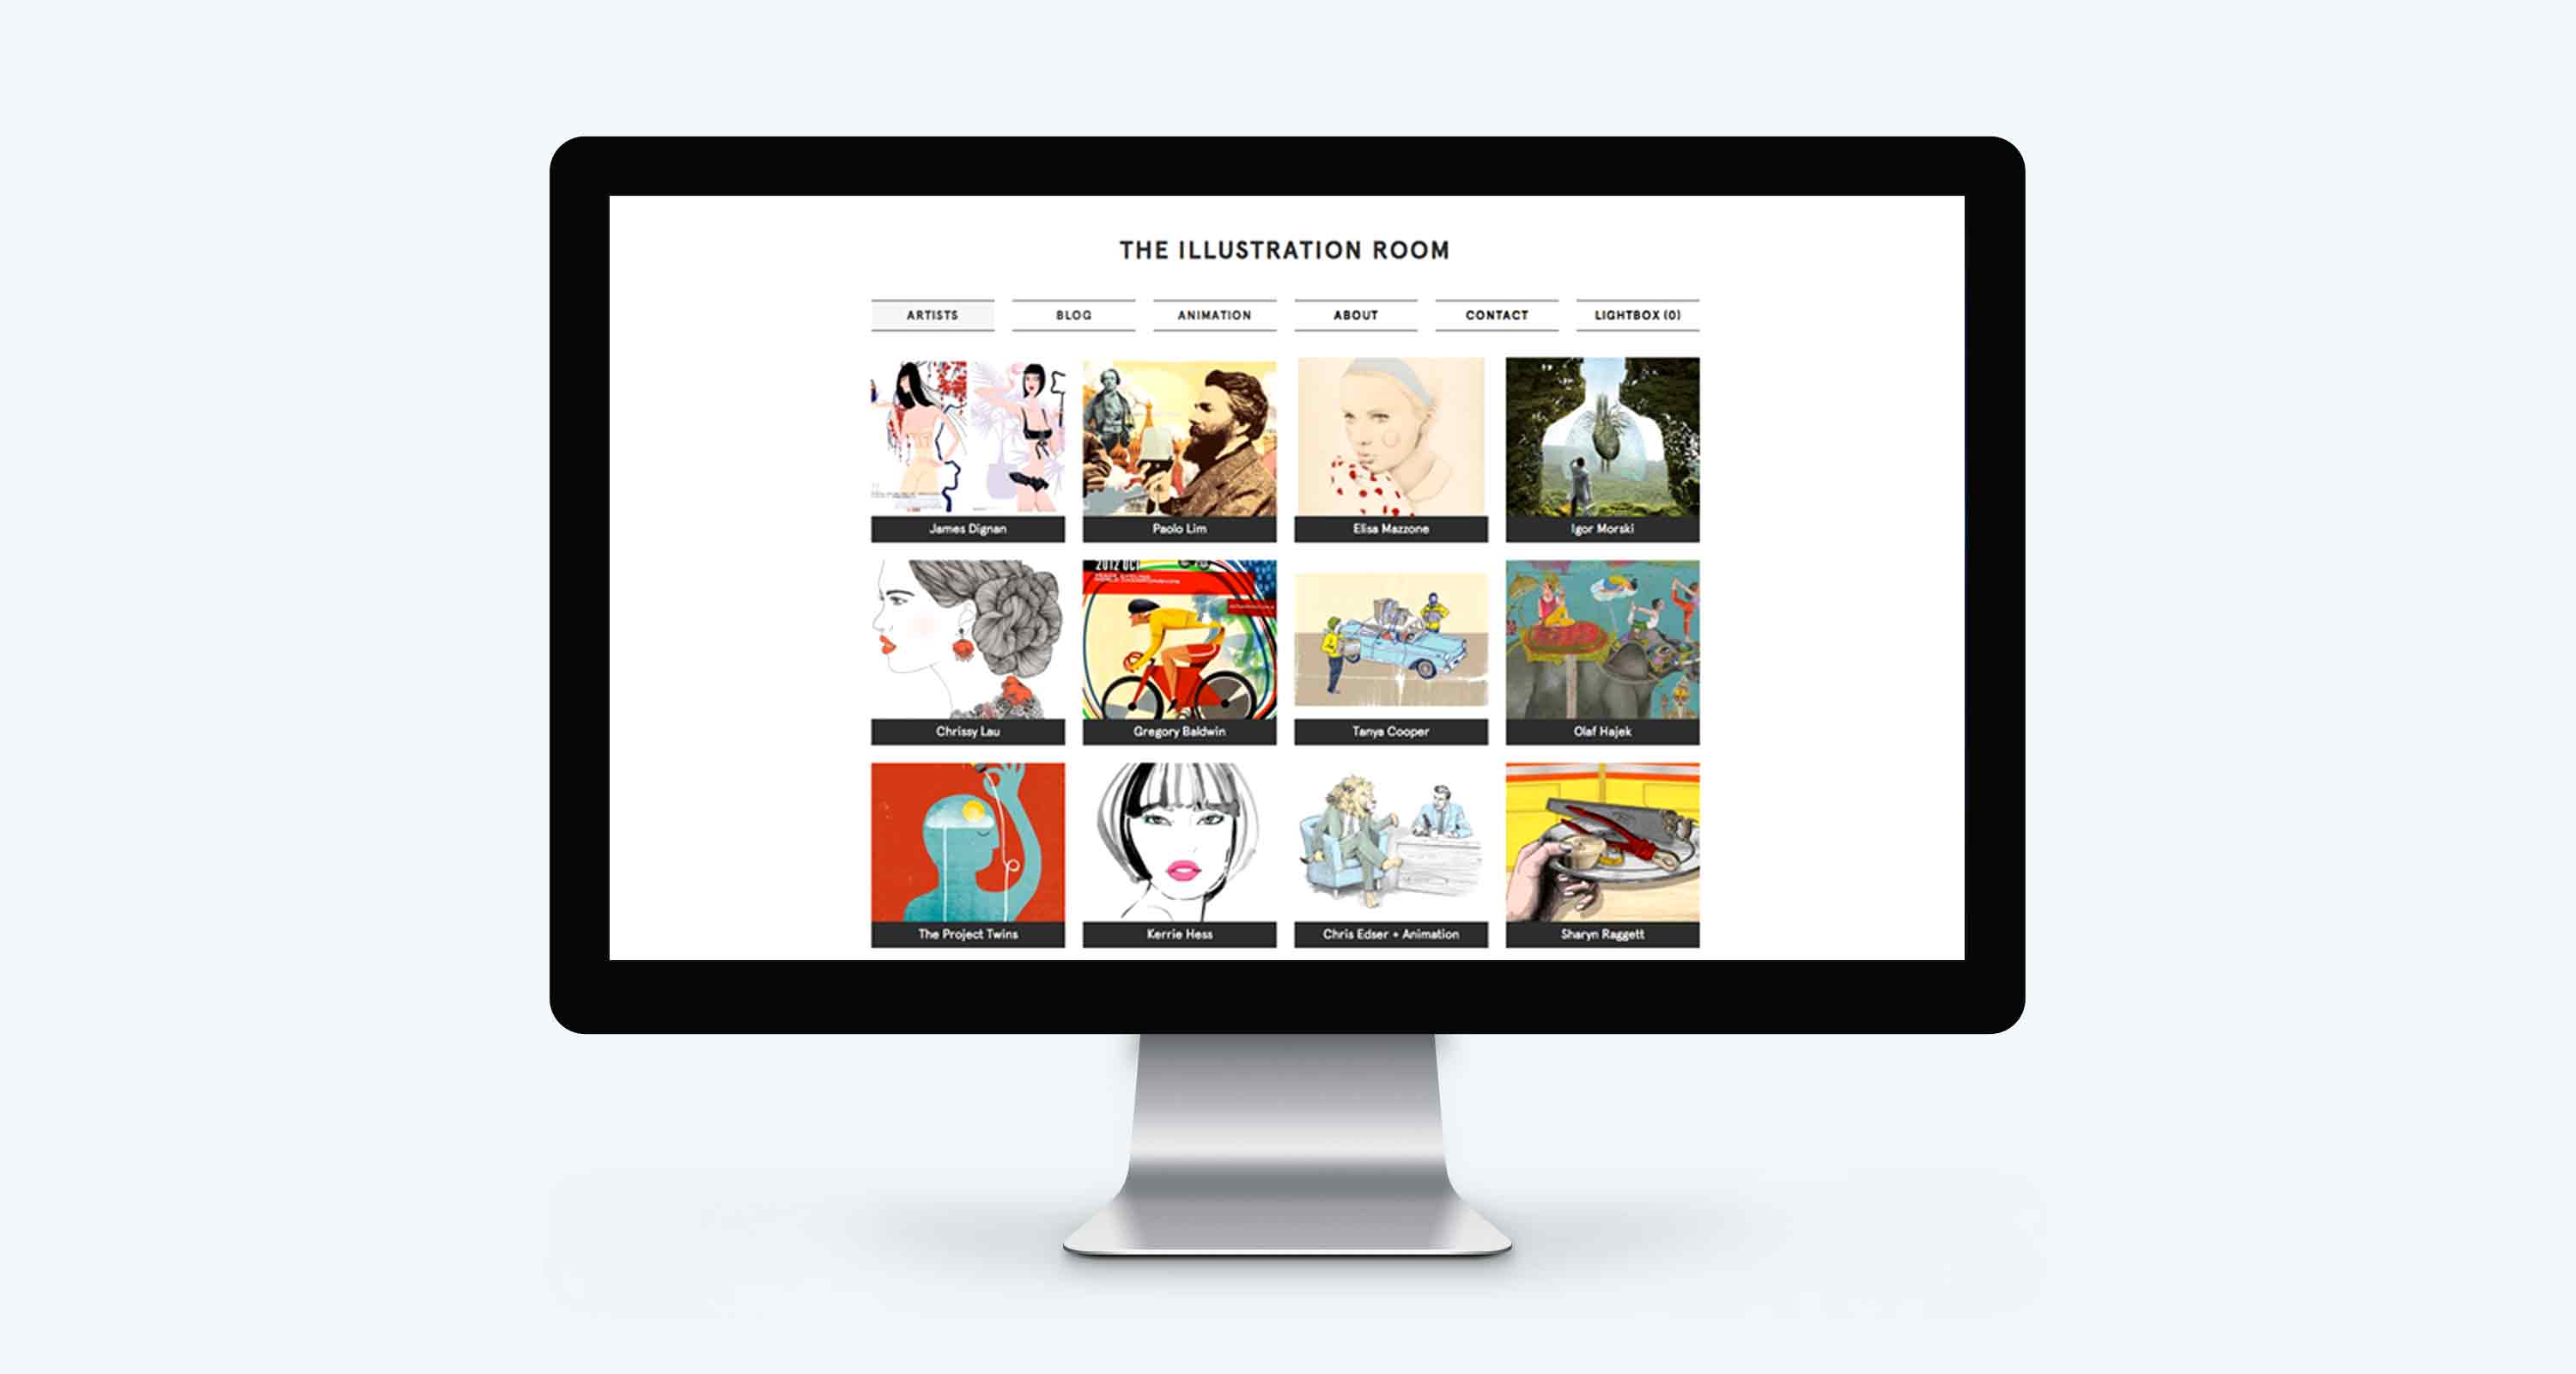 THE ILLUSTRATION ROOM
ARTISTS BLOG ANIMATION ABOUT CONTACT LIGHTBOX (0)
James Dignan Paolo Lim Elisa Mazzone Igor Morski
2012 UCI
Chrissy Lau Gregory Baldwin Tanya Cooper Olaf Hajek
The Project Twins Kerrie Hess Chris Edser + Animation Sharyn Raggett